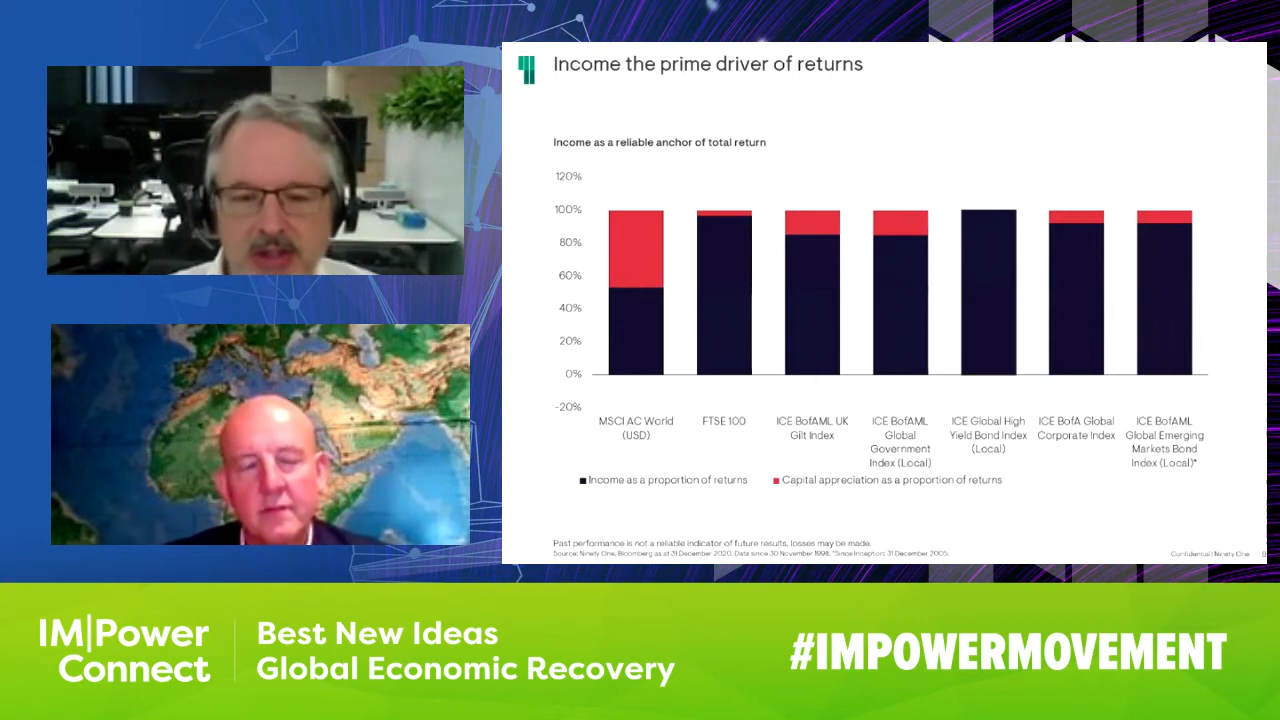 Income the prime driver of returns
Income as a reliable anchor of total return
120%
100%
80%
60%
40%
20%
0%
-20%
MSCI AC World
(USD)
FTSE 100
ICE BofAML UK
Gilt Index
ICE BofAML
Global
Government
Index (Local)
ICE Global High
Yield Bond Index
(Local)
ICE BofA Global
Corporate Index
ICE BofAML
Global Emerging
Markets Bond
Index (Local)*
Income as a proportion of returns
Capital appreciation as a proportion of returns
Past performance is not a reliable indicator of future results, losses may be made.
Source: Ninety One, Bloomberg as at 31 December 2020. Data since 30 November 1998. *Since Inception: 31 December 2005.
Confidential | Ninety One
9
IM|Power
Connect
Best New Ideas
Global Economic Recovery
#IMPOWERMOVEMENT